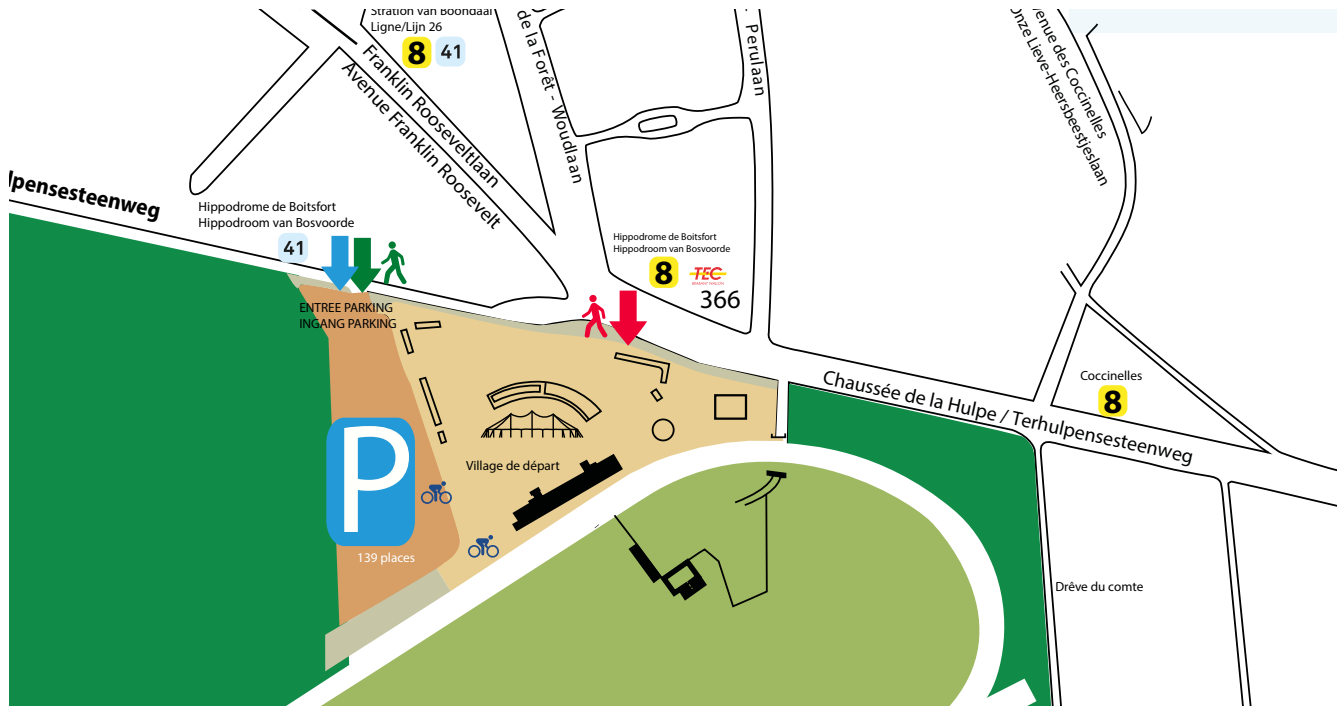 Stration van Boondaal
Ligne/Lijn 26
8 41
Franklin Rooseveltlaan
Avenue Franklin Roosevelt
de la Forêt - Woudlaan
Perulaan
enue des Coccinelles
Onze Lieve-Heersbeestjeslaan
lpensesteenweg
Hippodrome de Boitsfort
Hippodroom van Bosvoorde
41
Hippodrome de Boitsfort
Hippodroom van Bosvoorde
8 TEC
366
ENTREE PARKING
INGANG PARKING
Chaussée de la Hulpe / Terhulpensesteenweg
Coccinelles
8
P
139 places
Village de départ
Drêve du comte